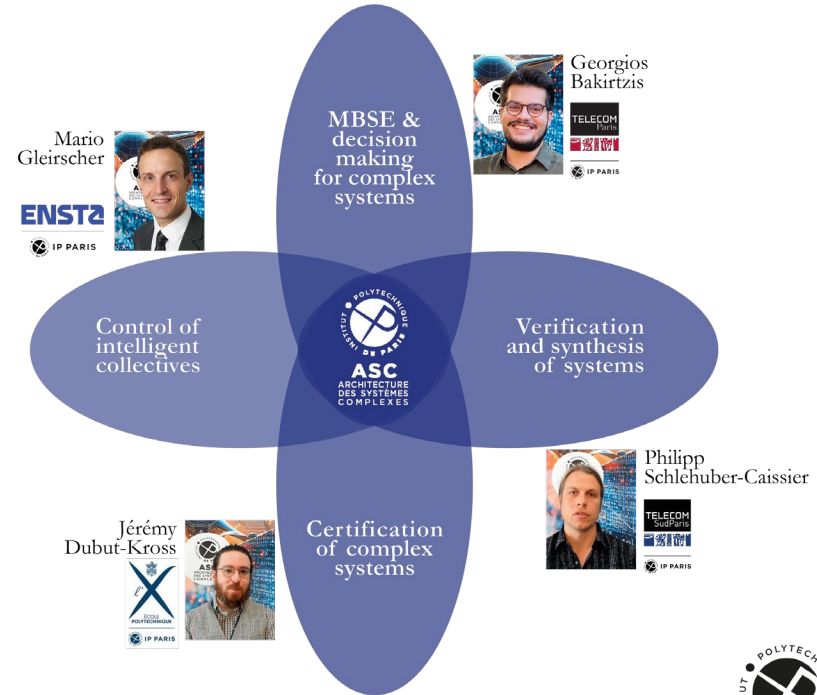 MBSE &
decision
making
for complex
systems
Georgios
Bakirtzis
TELECOM
Paris
IP PARIS
Mario
Gleirscher
ENSTA
IP PARIS
Control of
intelligent
collectives
INSTITUT POLYTECHNIQUE DE PARIS
ASC
ARCHITECTURE
DES SYSTÈMES
COMPLEXES
Verification
and synthesis
of systems
Philipp
Schlehuber-Caissier
TELECOM
SudParis
IP PARIS
Jérémy
Dubut-Kross
l'X
ÉCOLE
POLYTECHNIQUE
IP PARIS
Certification
of complex
systems
UT POLYTECH